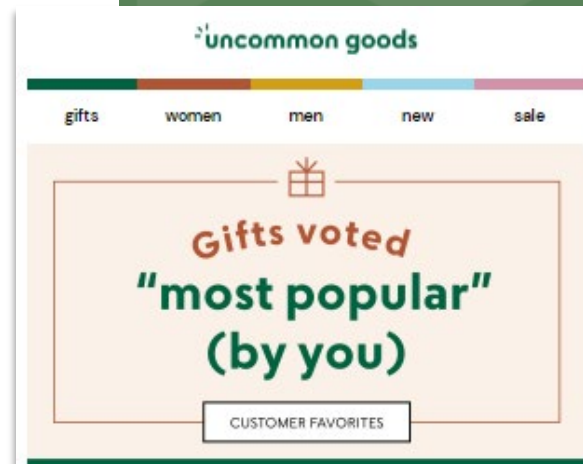 uncommon goods
gifts women men new sale
Gifts voted
“most popular”
(by you)
CUSTOMER FAVORITES